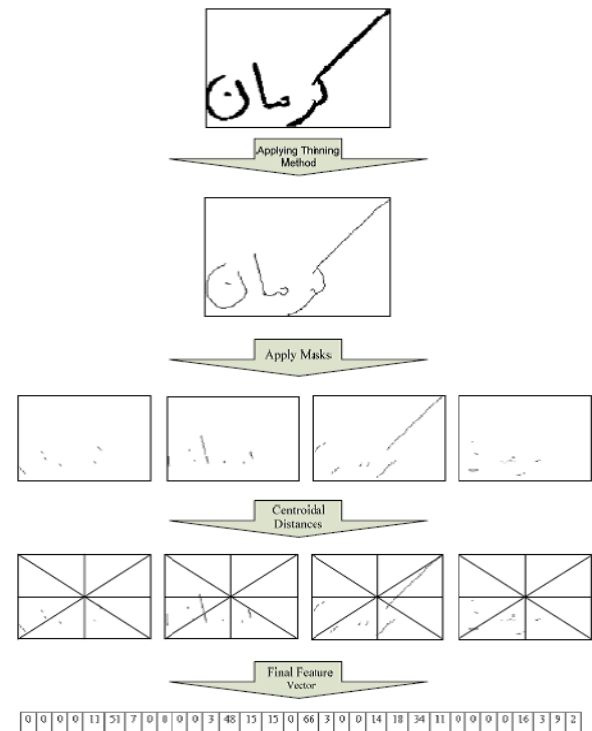 کرمان
Applying Thinning
Method
کرمان
Apply Masks
Centroidal
Distances
Final Feature
Vector
0 0 0 0 13 51 7 0 0 0 0 3 48 15 15 0 66 3 0 0 14 18 34 11 0 0 0 0 16 3 9 2